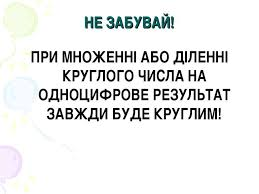 НЕ ЗАБУВАЙ!
ПРИ МНОЖЕННІ АБО ДІЛЕННІ
КРУГЛОГО ЧИСЛА НА
ОДНОЦИФРОВЕ РЕЗУЛЬТАТ
ЗАВЖДИ БУДЕ КРУГЛИМ!